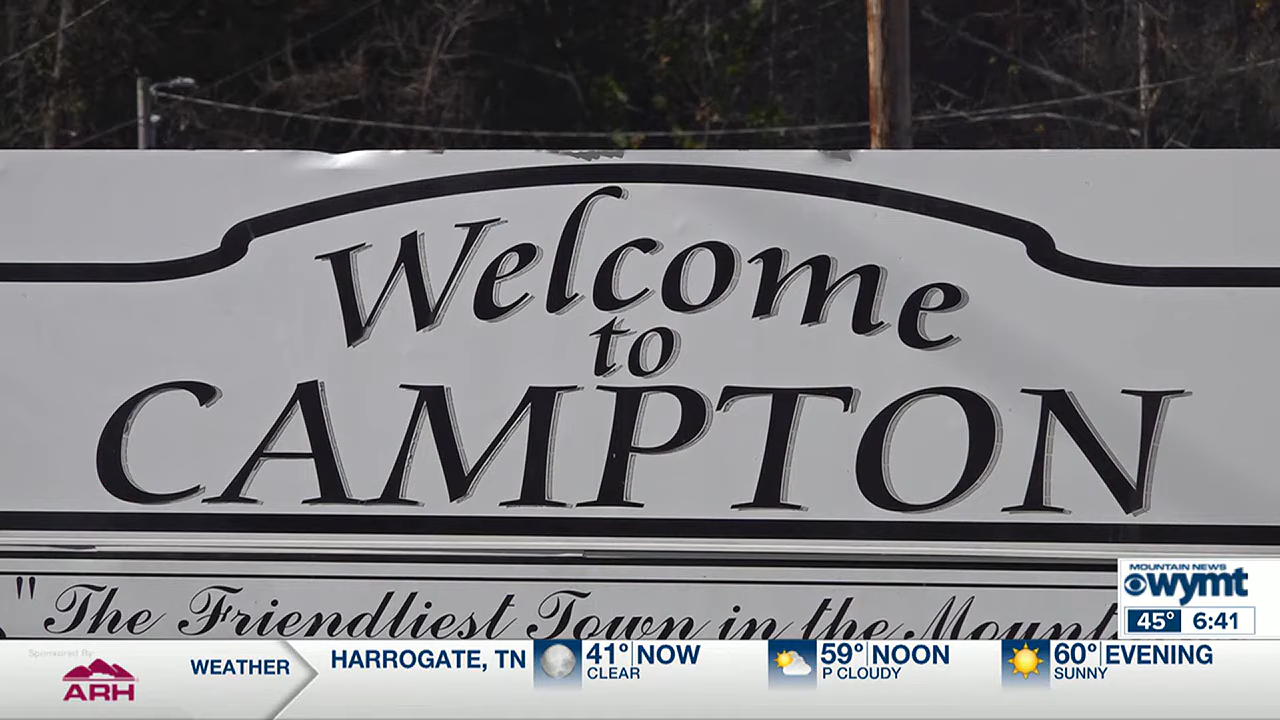 Welcome
to
CAMPTON
"The Friendliest Town in the Mount
MOUNTAIN NEWS
wymt
45° 6:41
Sponsored By
ARH
WEATHER
HARROGATE, TN
41° NOW
CLEAR
59° NOON
P CLOUDY
60° EVENING
SUNNY